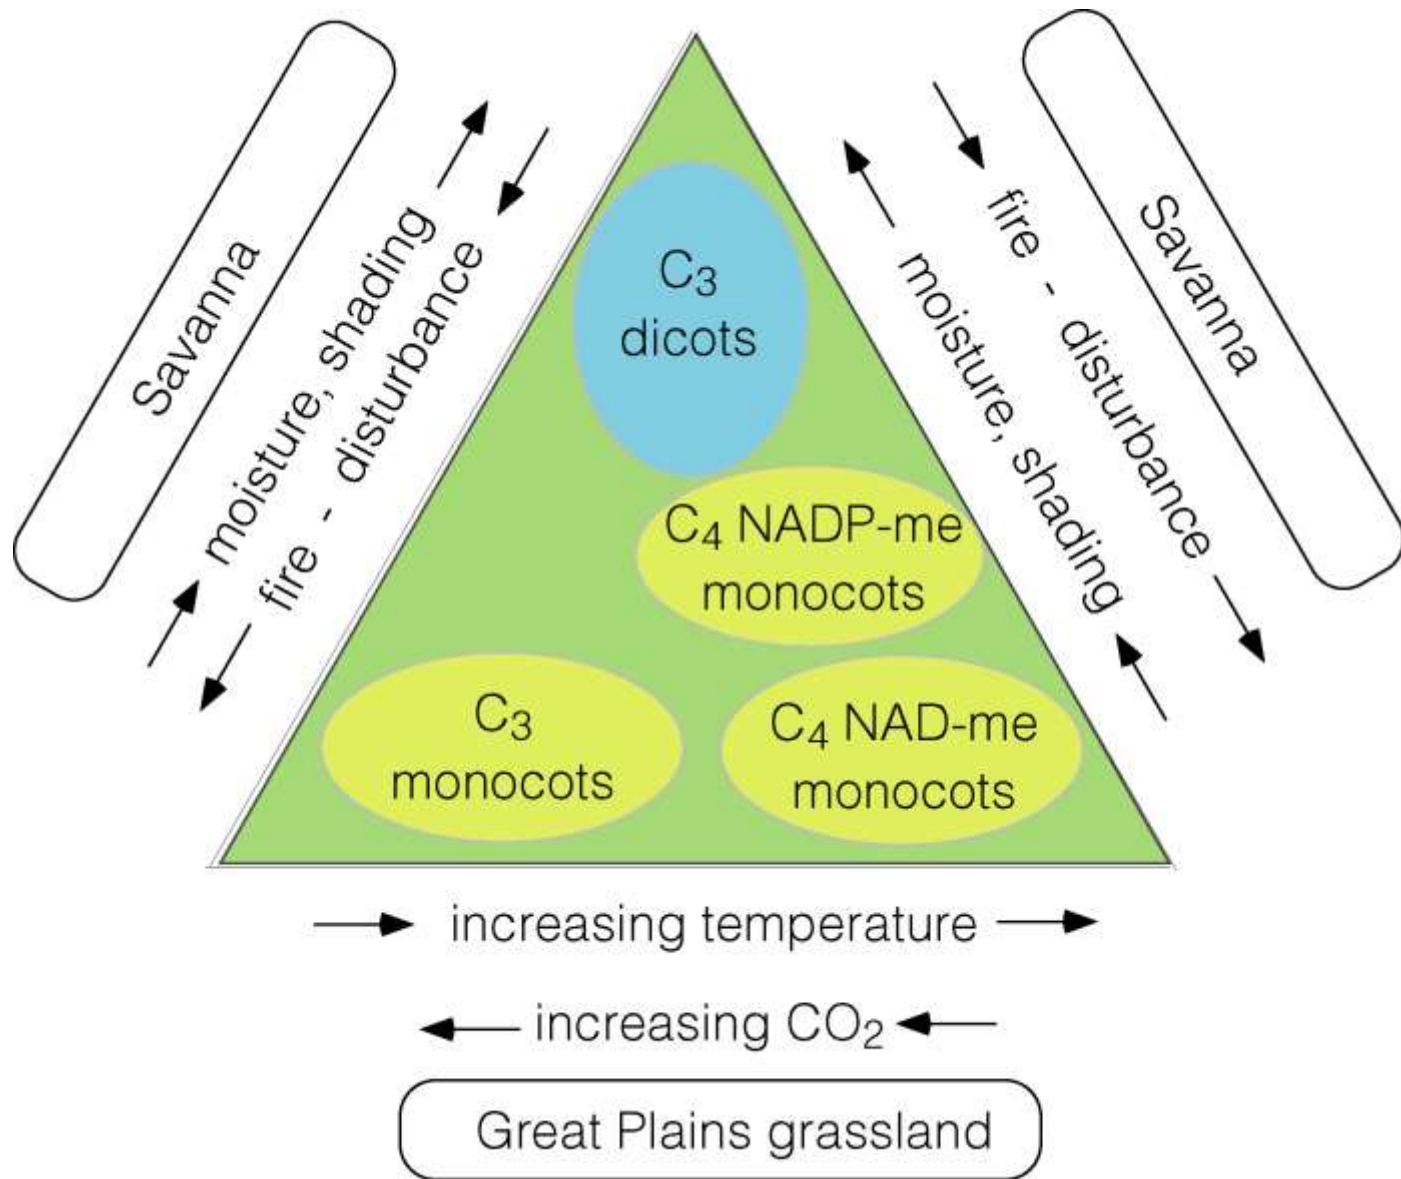 Savanna
moisture, shading
fire - disturbance
C₃
dicots
fire - disturbance
moisture, shading
Savanna
C₄ NADP-me
monocots
C₃
monocots
C₄ NAD-me
monocots
increasing temperature
increasing CO₂
Great Plains grassland